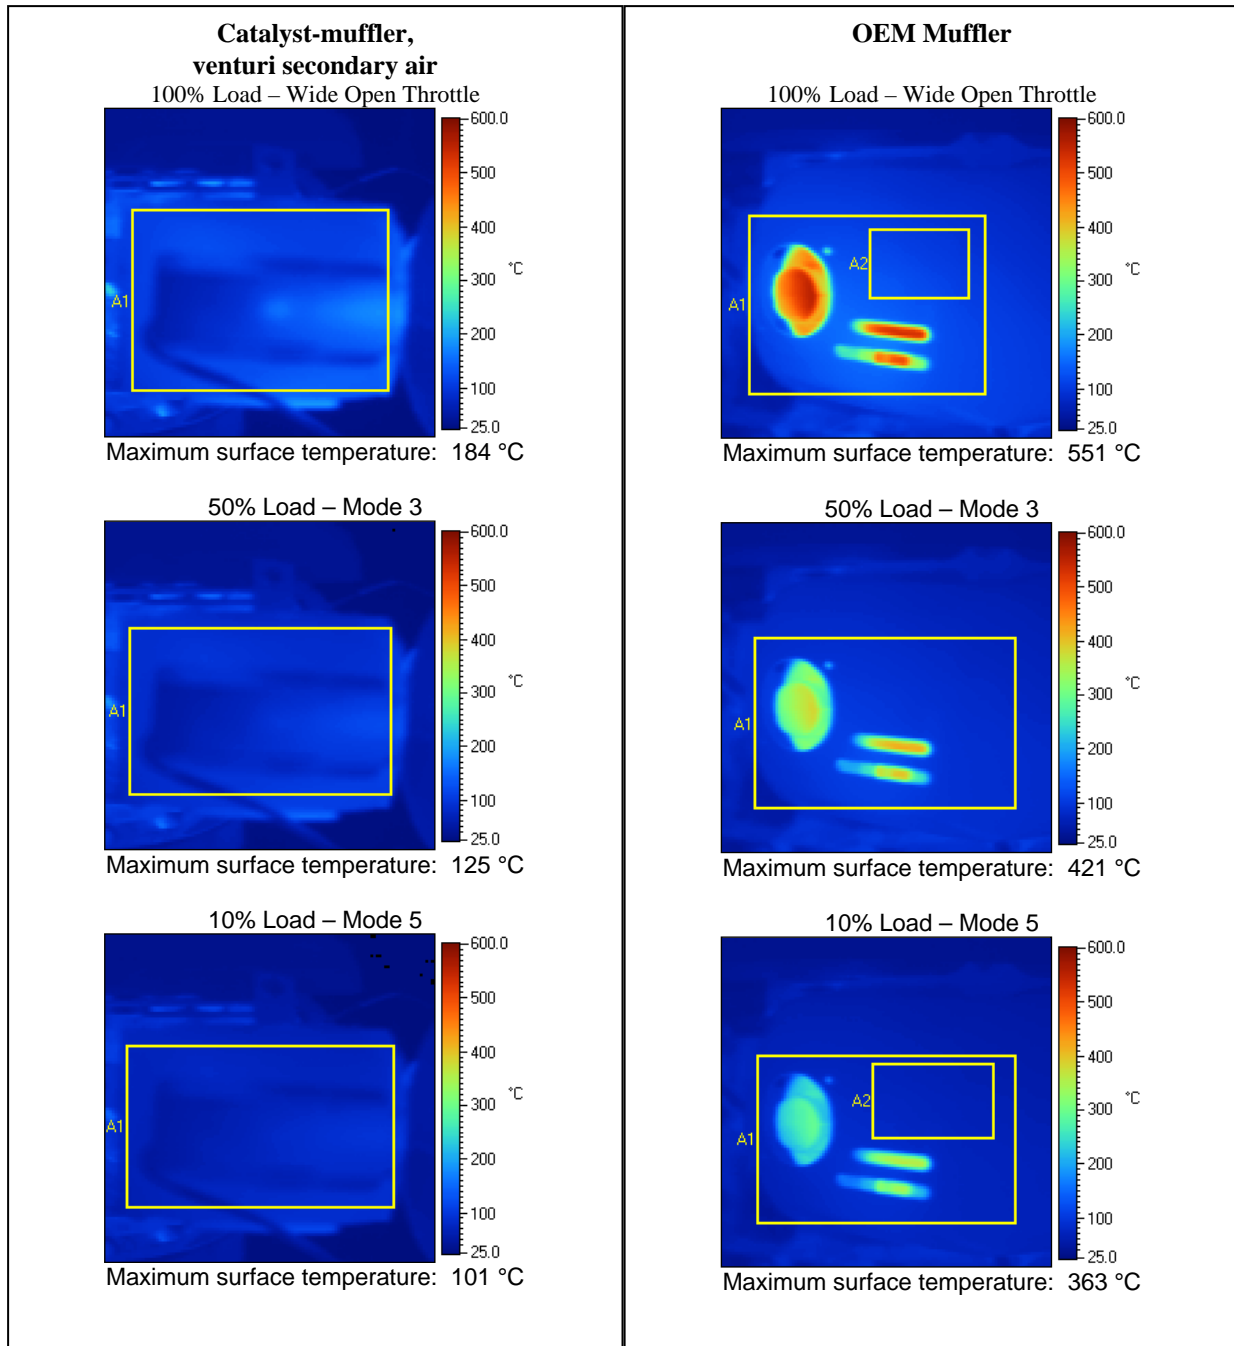 Catalyst-muffler,
venturi secondary air
100% Load – Wide Open Throttle
600.0
500
400
300
200
100
25.0
°C
A1
Maximum surface temperature: 184 °C
50% Load – Mode 3
600.0
500
400
300
200
100
25.0
°C
A1
Maximum surface temperature: 125 °C
10% Load – Mode 5
600.0
500
400
300
200
100
25.0
°C
A1
Maximum surface temperature: 101 °C
OEM Muffler
100% Load – Wide Open Throttle
600.0
500
400
300
200
100
25.0
°C
A2
A1
Maximum surface temperature: 551 °C
50% Load – Mode 3
600.0
500
400
300
200
100
25.0
°C
A1
Maximum surface temperature: 421 °C
10% Load – Mode 5
600.0
500
400
300
200
100
25.0
°C
A2
A1
Maximum surface temperature: 363 °C